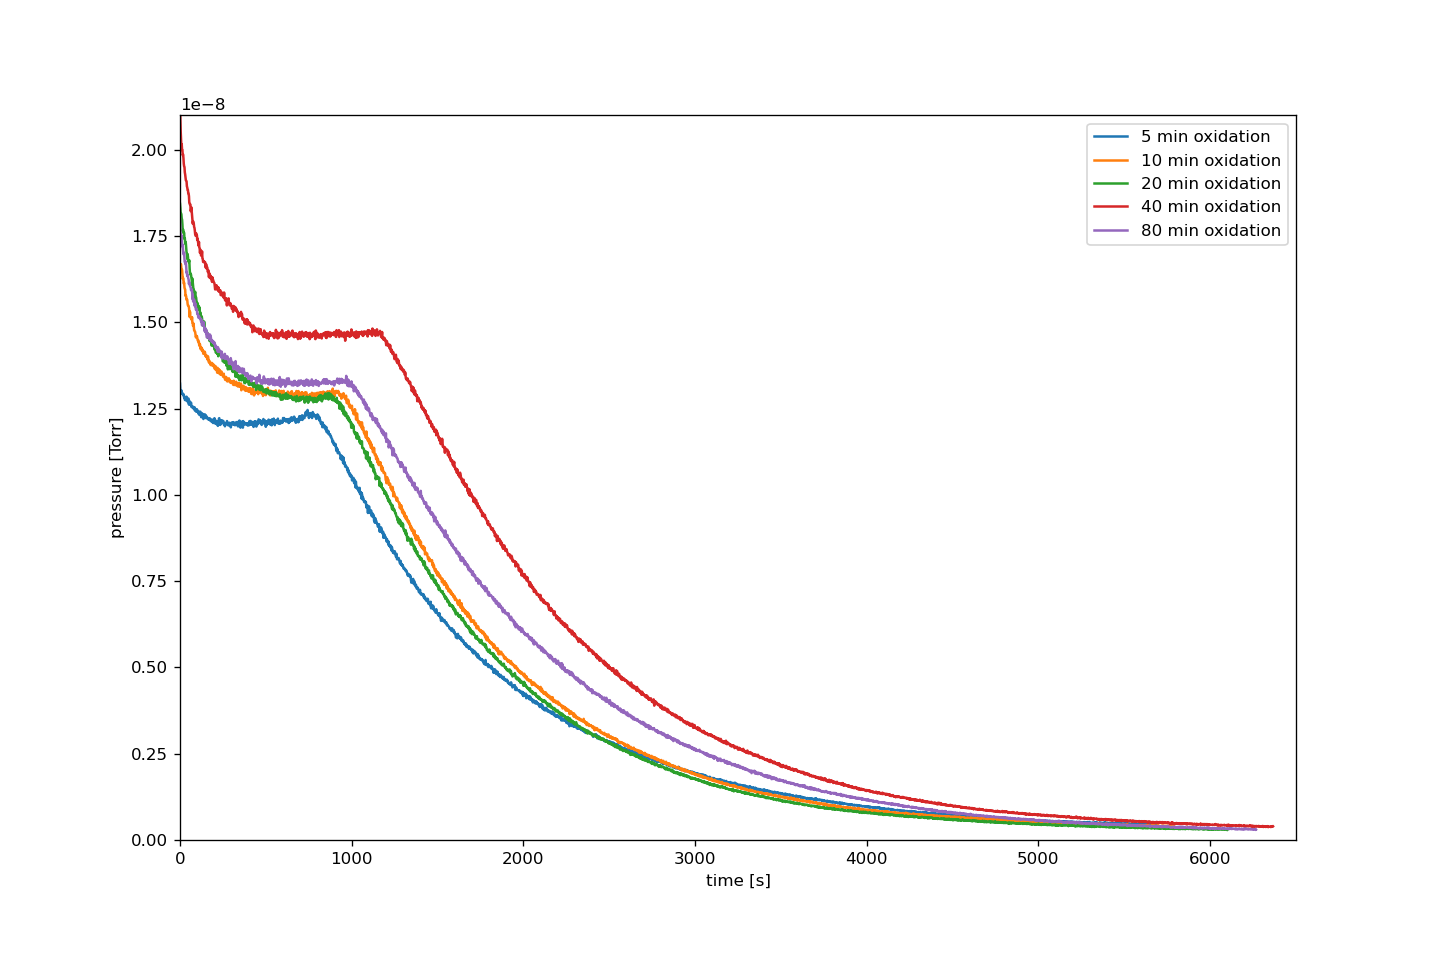 1e−8
2.00
1.75
1.50
1.25
1.00
0.75
0.50
0.25
0.00
pressure [Torr]
5 min oxidation
10 min oxidation
20 min oxidation
40 min oxidation
80 min oxidation
0 1000 2000 3000 4000 5000 6000
time [s]